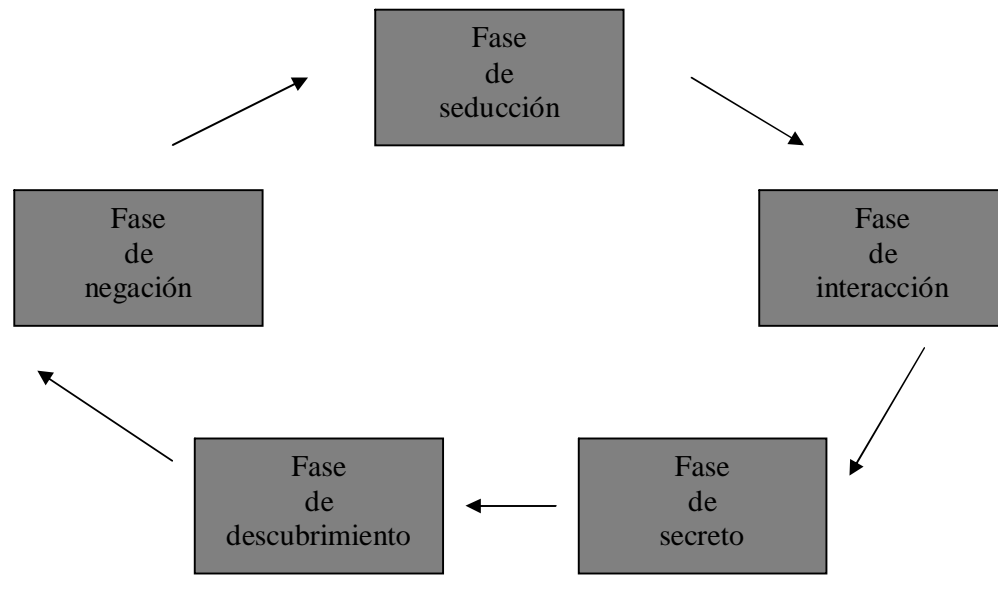 Fase
de
seducción
Fase
de
negación
Fase
de
interacción
Fase
de
descubrimiento
Fase
de
secreto